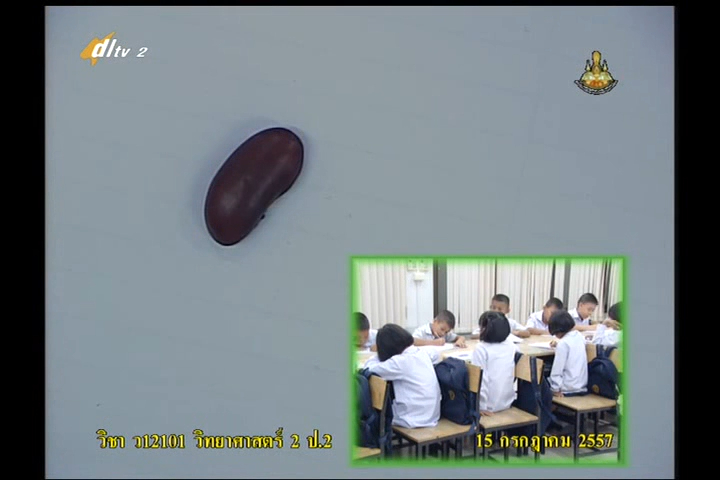 dltv 2
วิชา ว12101 วิทยาศาสตร์ 2 ป.2
15 กรกฎาคม 2557